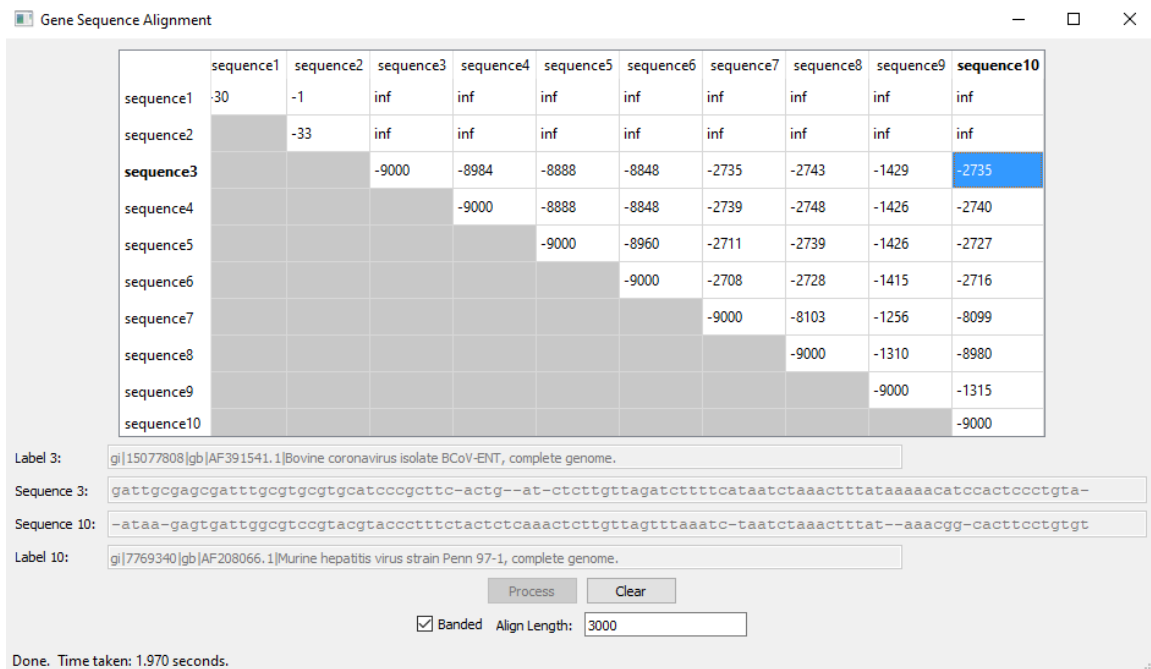 Gene Sequence Alignment
sequence1 sequence2 sequence3 sequence4 sequence5 sequence6 sequence7 sequence8 sequence9 sequence10
sequence1 -30 -1 inf inf inf inf inf inf inf inf
sequence2 -33 inf inf inf inf inf inf inf inf
sequence3 -9000 -8984 -8888 -8848 -2735 -2743 -1429 -2735
sequence4 -9000 -8888 -8848 -2739 -2748 -1426 -2740
sequence5 -9000 -8960 -2711 -2739 -1426 -2727
sequence6 -9000 -2708 -2728 -1415 -2716
sequence7 -9000 -8103 -1256 -8099
sequence8 -9000 -1310 -8980
sequence9 -9000 -1315
sequence10 -9000
Label 3: gi|15077808|gb|AF391541.1|Bovine coronavirus isolate BCoV-ENT, complete genome.
Sequence 3: gattgcgagcgatttgcgtgcgtgcatcccgcttc-actg--at-ctcttgttagatcttttcataatctaaactttataaaaacatccactccctgta-
Sequence 10: -ataa-gagtgattggcgtccgtacgtaccctttctactctcaaactcttgttagtttaaatc-taatctaaactttat--aaacgg-cacttcctgtgt
Label 10: gi|7769340|gb|AF208066.1|Murine hepatitis virus strain Penn 97-1, complete genome.
Process Clear
Banded Align Length: 3000
Done. Time taken: 1.970 seconds.